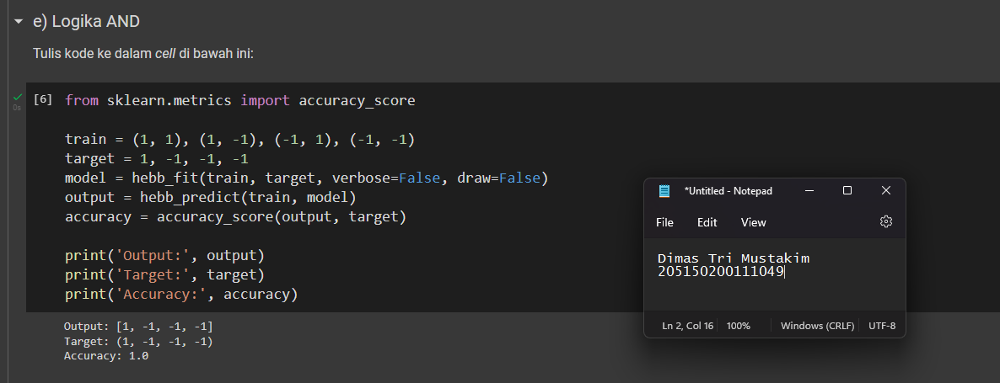 e) Logika AND
Tulis kode ke dalam cell di bawah ini:
0s
[6] from sklearn.metrics import accuracy_score
train = (1, 1), (1, -1), (-1, 1), (-1, -1)
target = 1, -1, -1, -1
model = hebb_fit(train, target, verbose=False, draw=False)
output = hebb_predict(train, model)
accuracy = accuracy_score(output, target)
print('Output:', output)
print('Target:', target)
print('Accuracy:', accuracy)
Output: [1, -1, -1, -1]
Target: (1, -1, -1, -1)
Accuracy: 1.0
*Untitled - Notepad
File Edit View
Dimas Tri Mustakim
205150200111049
Ln 2, Col 16 100% Windows (CRLF) UTF-8